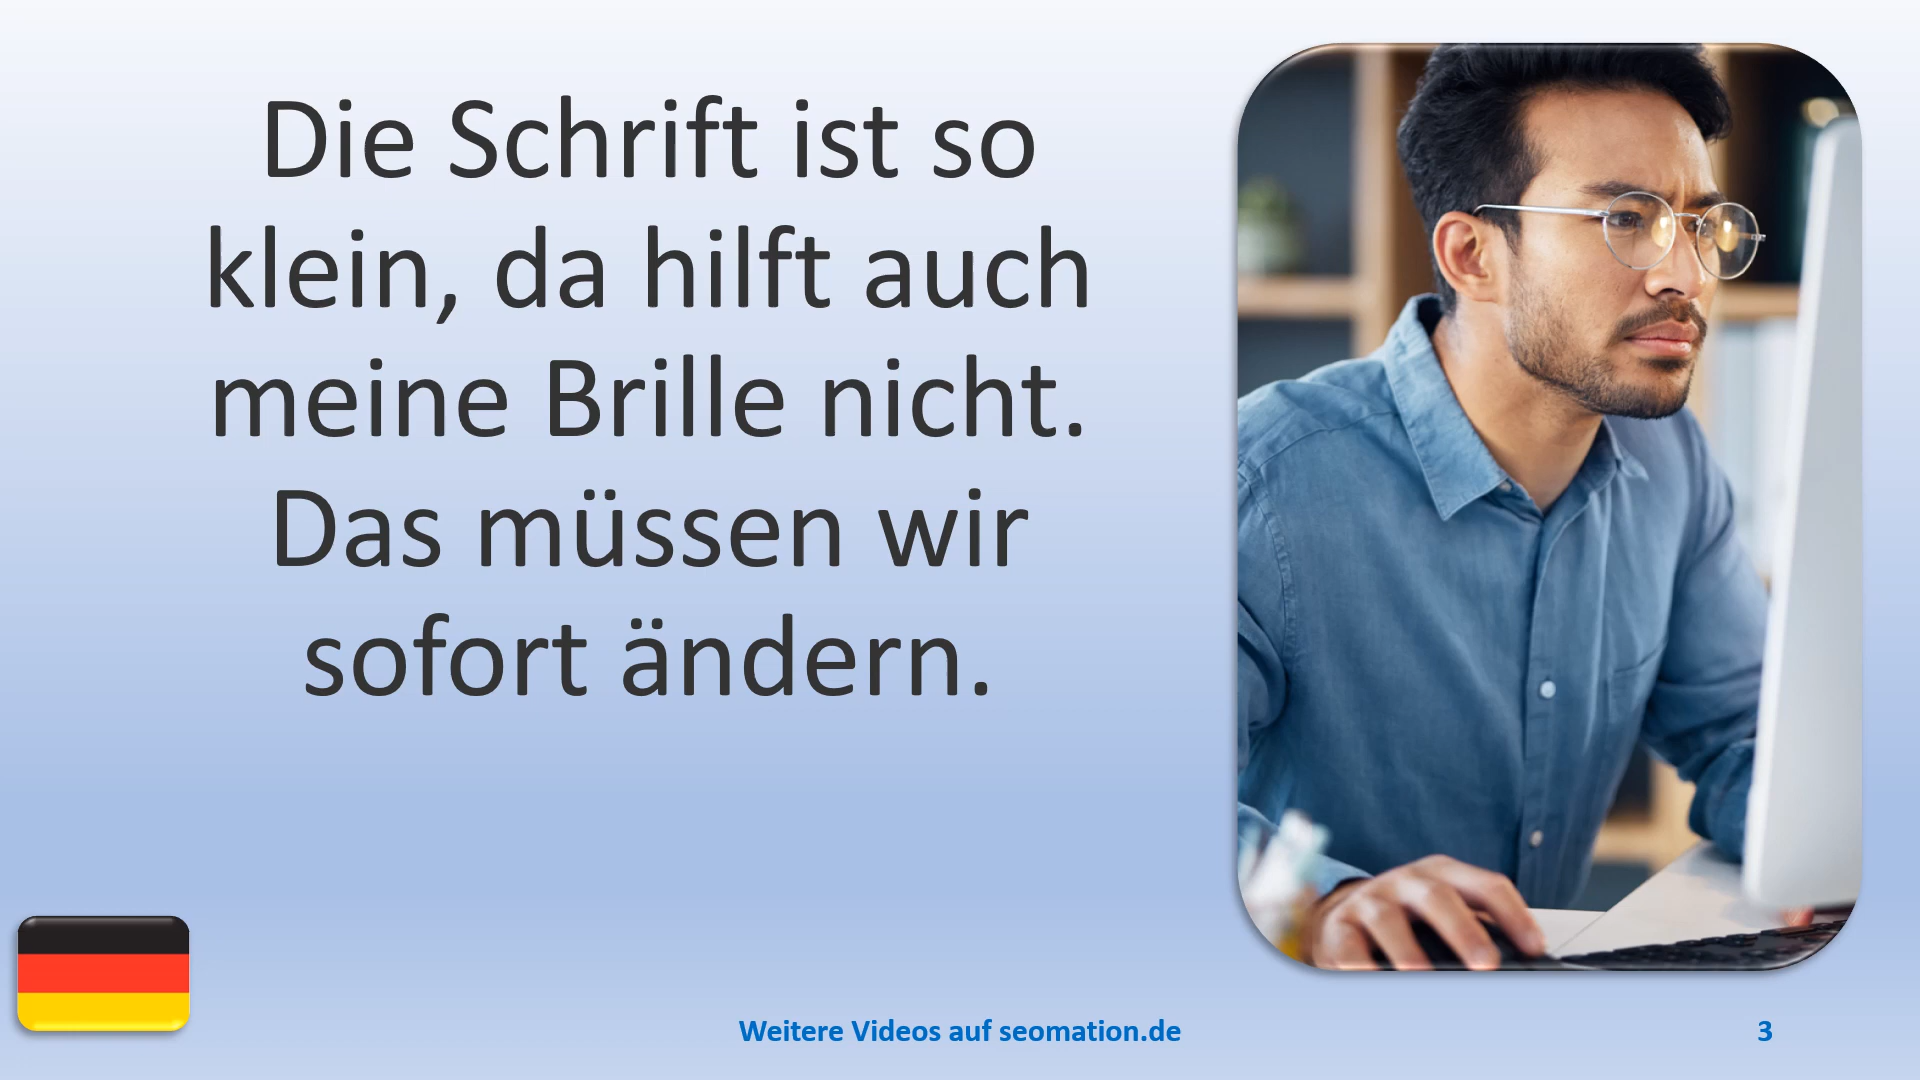 Die Schrift ist so
klein, da hilft auch
meine Brille nicht.
Das müssen wir
sofort ändern.
Weitere Videos auf seomation.de
3